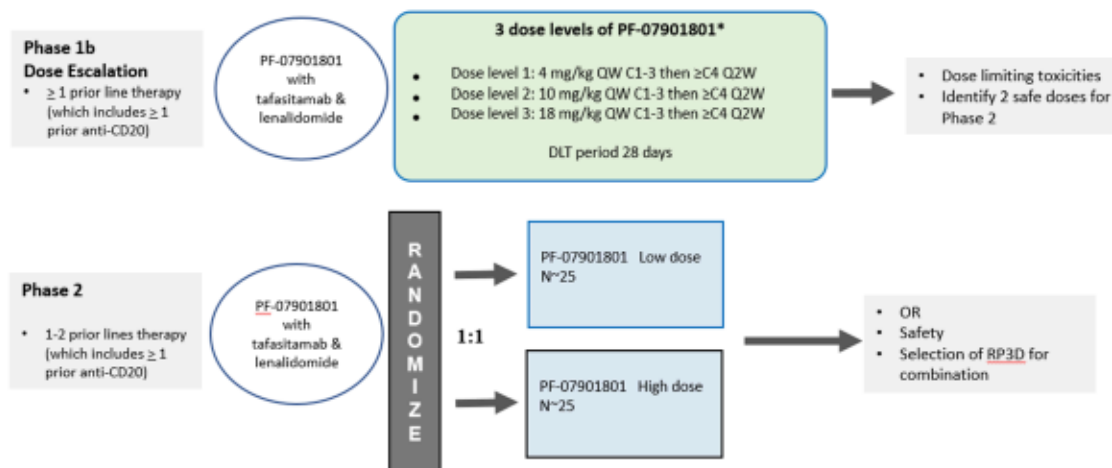 Phase 1b
Dose Escalation
• ≥ 1 prior line therapy
(which includes ≥ 1
prior anti-CD20)
PF-07901801
with
tafasitamab &
lenalidomide
3 dose levels of PF-07901801*
• Dose level 1: 4 mg/kg QW C1-3 then ≥C4 Q2W
• Dose level 2: 10 mg/kg QW C1-3 then ≥C4 Q2W
• Dose level 3: 18 mg/kg QW C1-3 then ≥C4 Q2W
DLT period 28 days
• Dose limiting toxicities
• Identify 2 safe doses for
Phase 2
Phase 2
• 1-2 prior lines therapy
(which includes ≥ 1
prior anti-CD20)
PF-07901801
with
tafasitamab &
lenalidomide
RANDOMIZE
1:1
PF-07901801 Low dose
N~25
PF-07901801 High dose
N~25
• OR
• Safety
• Selection of RP3D for
combination